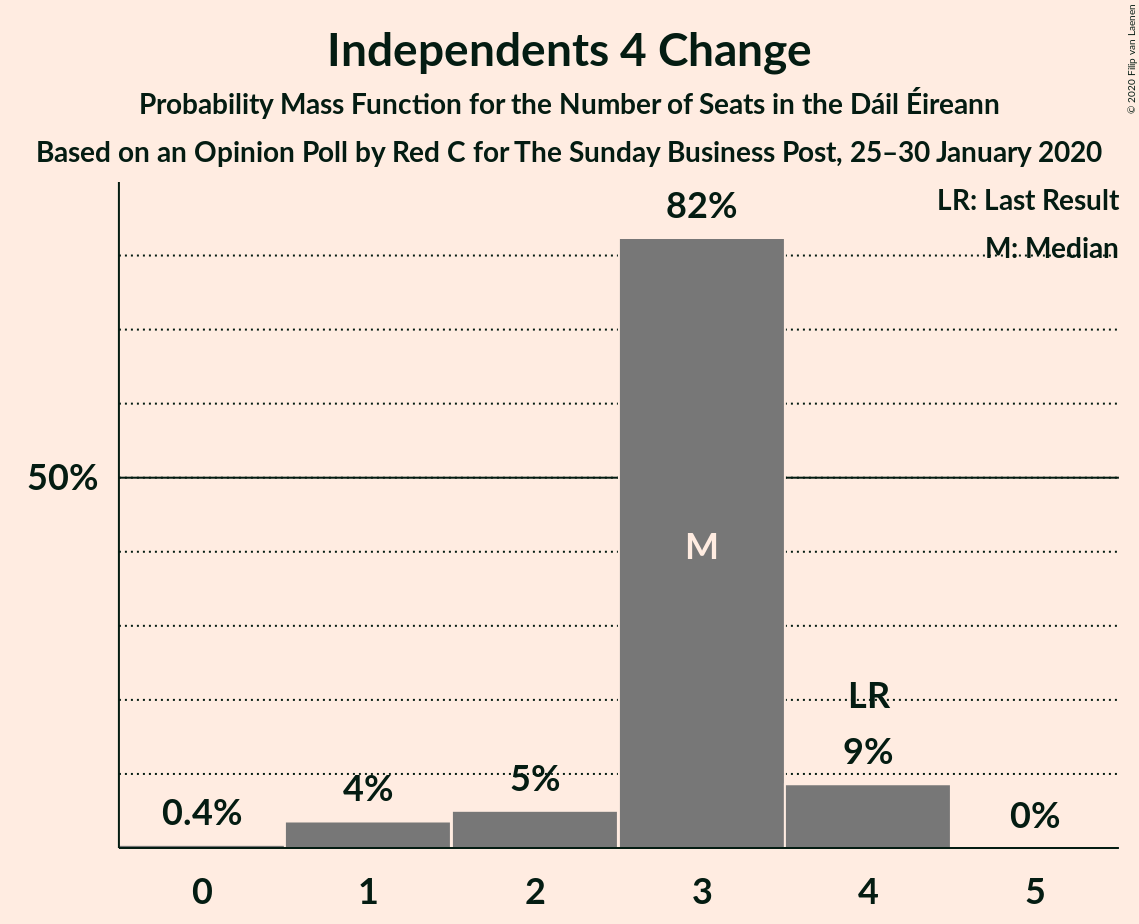 Independents 4 Change
Probability Mass Function for the Number of Seats in the Dáil Éireann
Based on an Opinion Poll by Red C for The Sunday Business Post, 25–30 January 2020
© 2020 Filip van Laenen
LR: Last Result
M: Median
82%
50%
M
LR
9%
5%
4%
0.4%
0%
0 1 2 3 4 5